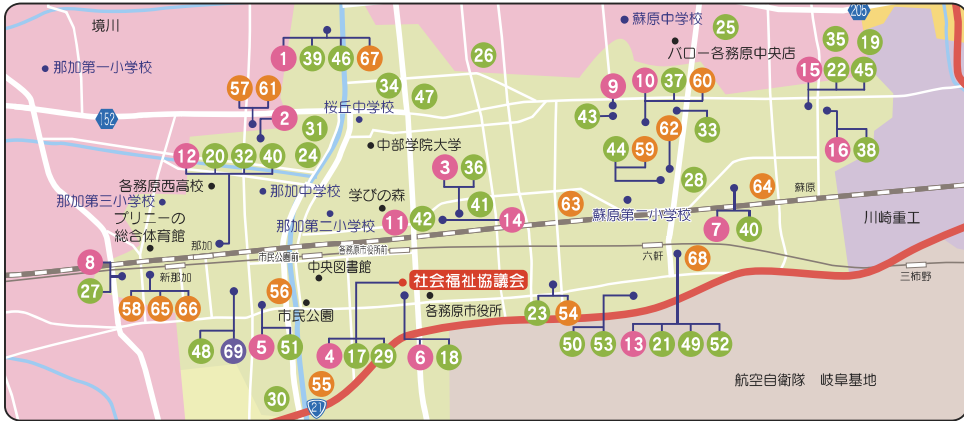 境川
蘇原中学校
205
25
35
19
那加第一小学校
バロー各務原中央店
1
39
46
67
26
15
22
45
57
61
34
47
9
10
37
60
152
2
桜丘中学校
43
31
62
33
中部学院大学
44
59
16
38
12
20
32
40
24
3
36
28
各務原西高校
那加中学校
学びの森
41
63
64
蘇原
那加第三小学校
那加第二小学校
11
42
14
蘇原第二小学校
プリニーの
総合体育館
7
40
川崎重工
那加
市民公園前
各務原市役所前
六軒
8
新那加
中央図書館
社会福祉協議会
68
三柿野
27
56
58
65
66
市民公園
各務原市役所
23
54
48
69
5
51
4
17
29
6
18
50
53
13
21
49
52
55
30
21
航空自衛隊 岐阜基地